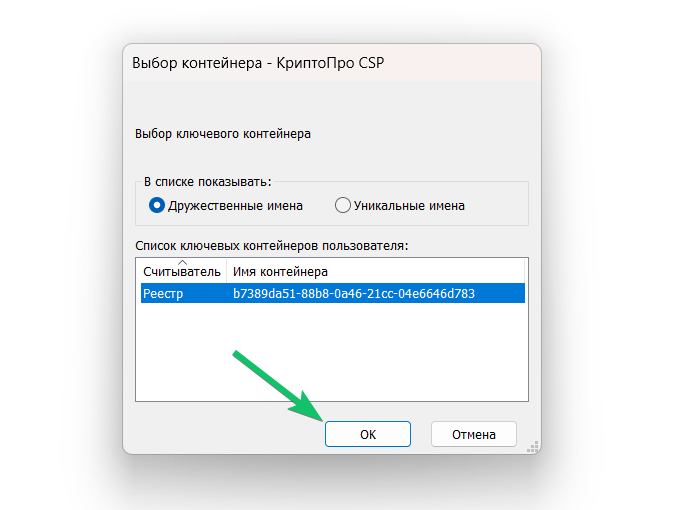 Выбор контейнера - КриптоПро CSP
Выбор ключевого контейнера
В списке показывать:
Дружественные имена Уникальные имена
Список ключевых контейнеров пользователя:
Считыватель Имя контейнера
Реестр b7389da51-88b8-0a46-21cc-04e6646d783
OK Отмена